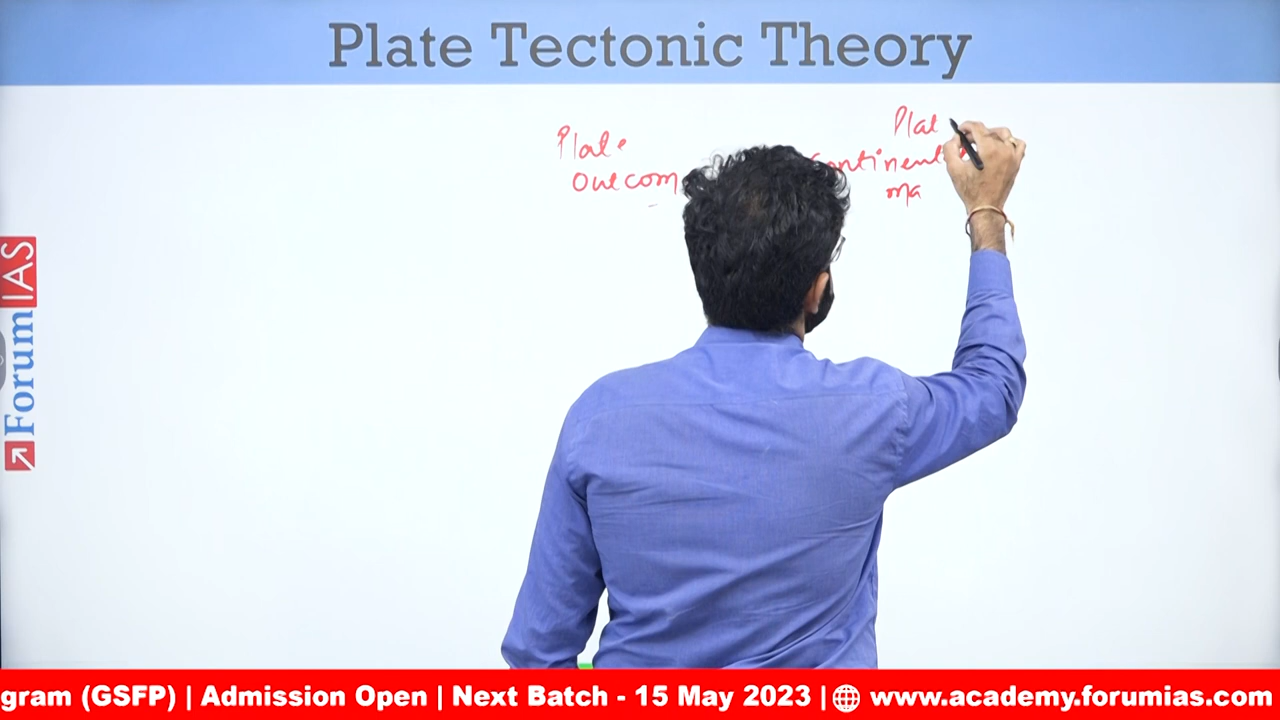 Plate Tectonic Theory
Plate
Plat
continent
ma
ForumIAS
gram (GSFP) | Admission Open | Next Batch - 15 May 2023 | www.academy.forumias.com